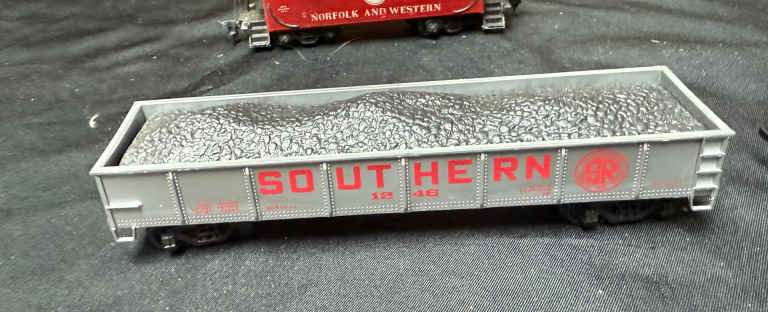 NORFOLK AND WESTERN
SOUTHERN
1246
SR